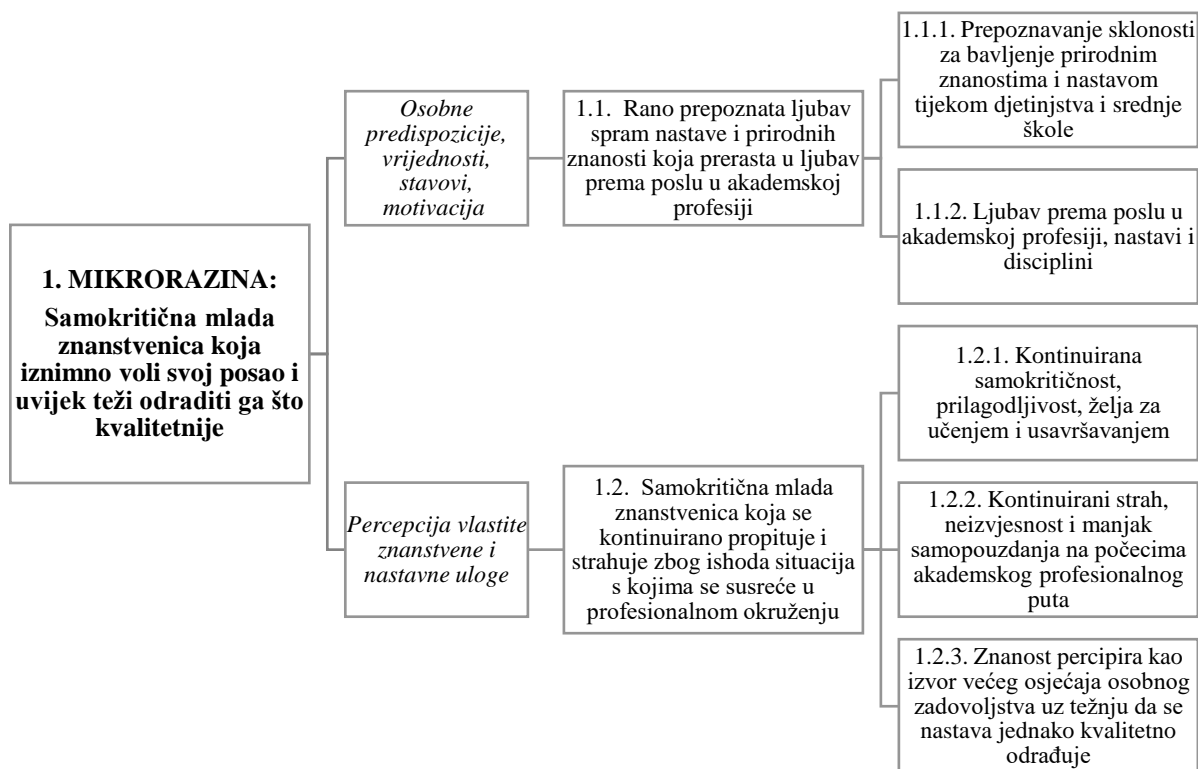 1. MIKRORAZINA:
Samokritična mlada
znanstvenica koja
iznimno voli svoj posao i
uvijek teži odraditi ga što
kvalitetnije
Osobne
predispozicije,
vrijednosti,
stavovi,
motivacija
1.1. Rano prepoznata ljubav
spram nastave i prirodnih
znanosti koja prerasta u ljubav
prema poslu u akademskoj
profesiji
1.1.1. Prepoznavanje sklonosti
za bavljenje prirodnim
znanostima i nastavom
tijekom djetinjstva i srednje
škole
1.1.2. Ljubav prema poslu u
akademskoj profesiji, nastavi i
disciplini
Percepcija vlastite
znanstvene i
nastavne uloge
1.2. Samokritična mlada
znanstvenica koja se
kontinuirano propituje i
strahuje zbog ishoda situacija
s kojima se susreće u
profesionalnom okruženju
1.2.1. Kontinuirana
samokritičnost,
prilagodljivost, želja za
učenjem i usavršavanjem
1.2.2. Kontinuirani strah,
neizvjesnost i manjak
samopouzdanja na počecima
akademskog profesionalnog
puta
1.2.3. Znanost percipira kao
izvor većeg osjećaja osobnog
zadovoljstva uz težnju da se
nastava jednako kvalitetno
odrađuje